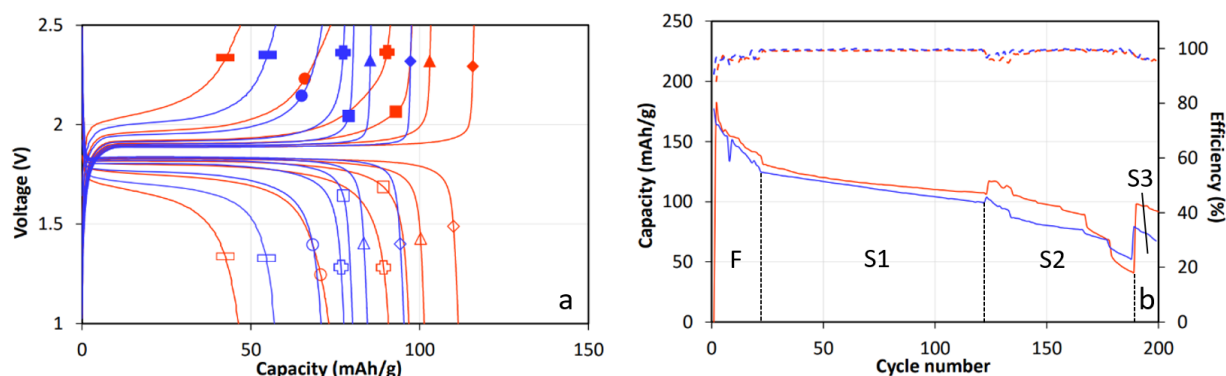 2.5
2
1.5
1
Voltage (V)
0
50
100
150
Capacity (mAh/g)
a
250
200
150
100
50
0
Capacity (mAh/g)
0
50
100
150
200
Cycle number
100
80
60
40
20
0
Efficiency (%)
F
S1
S2
S3
b